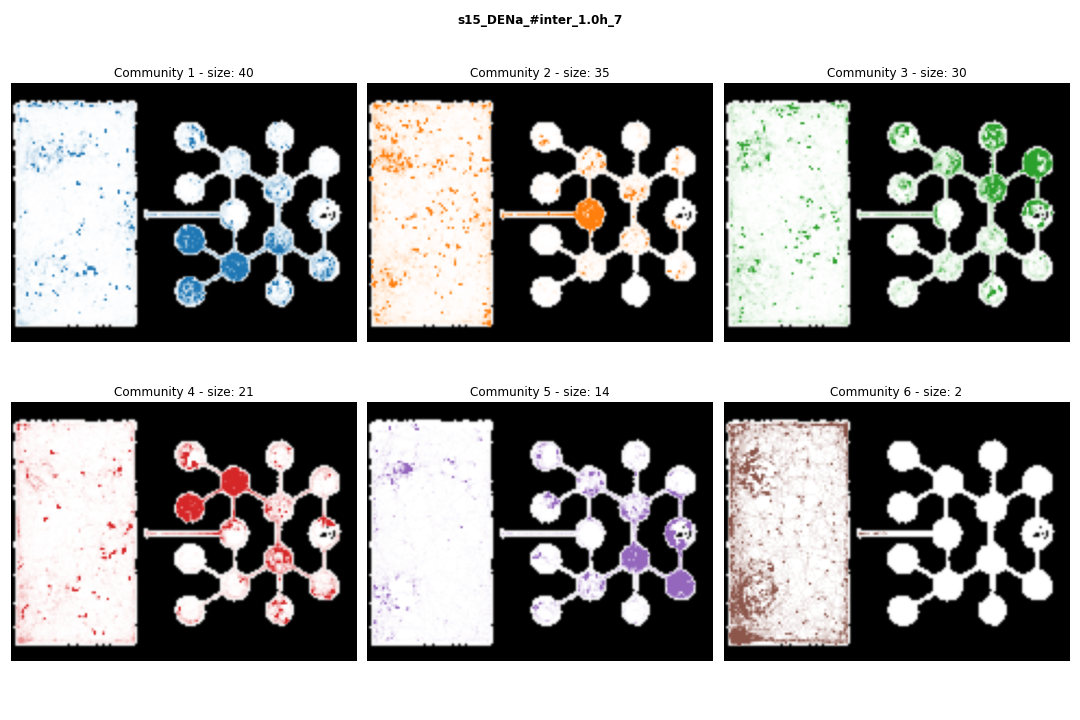 s15_DENa_#inter_1.0h_7
Community 1 - size: 40
Community 2 - size: 35
Community 3 - size: 30
Community 4 - size: 21
Community 5 - size: 14
Community 6 - size: 2